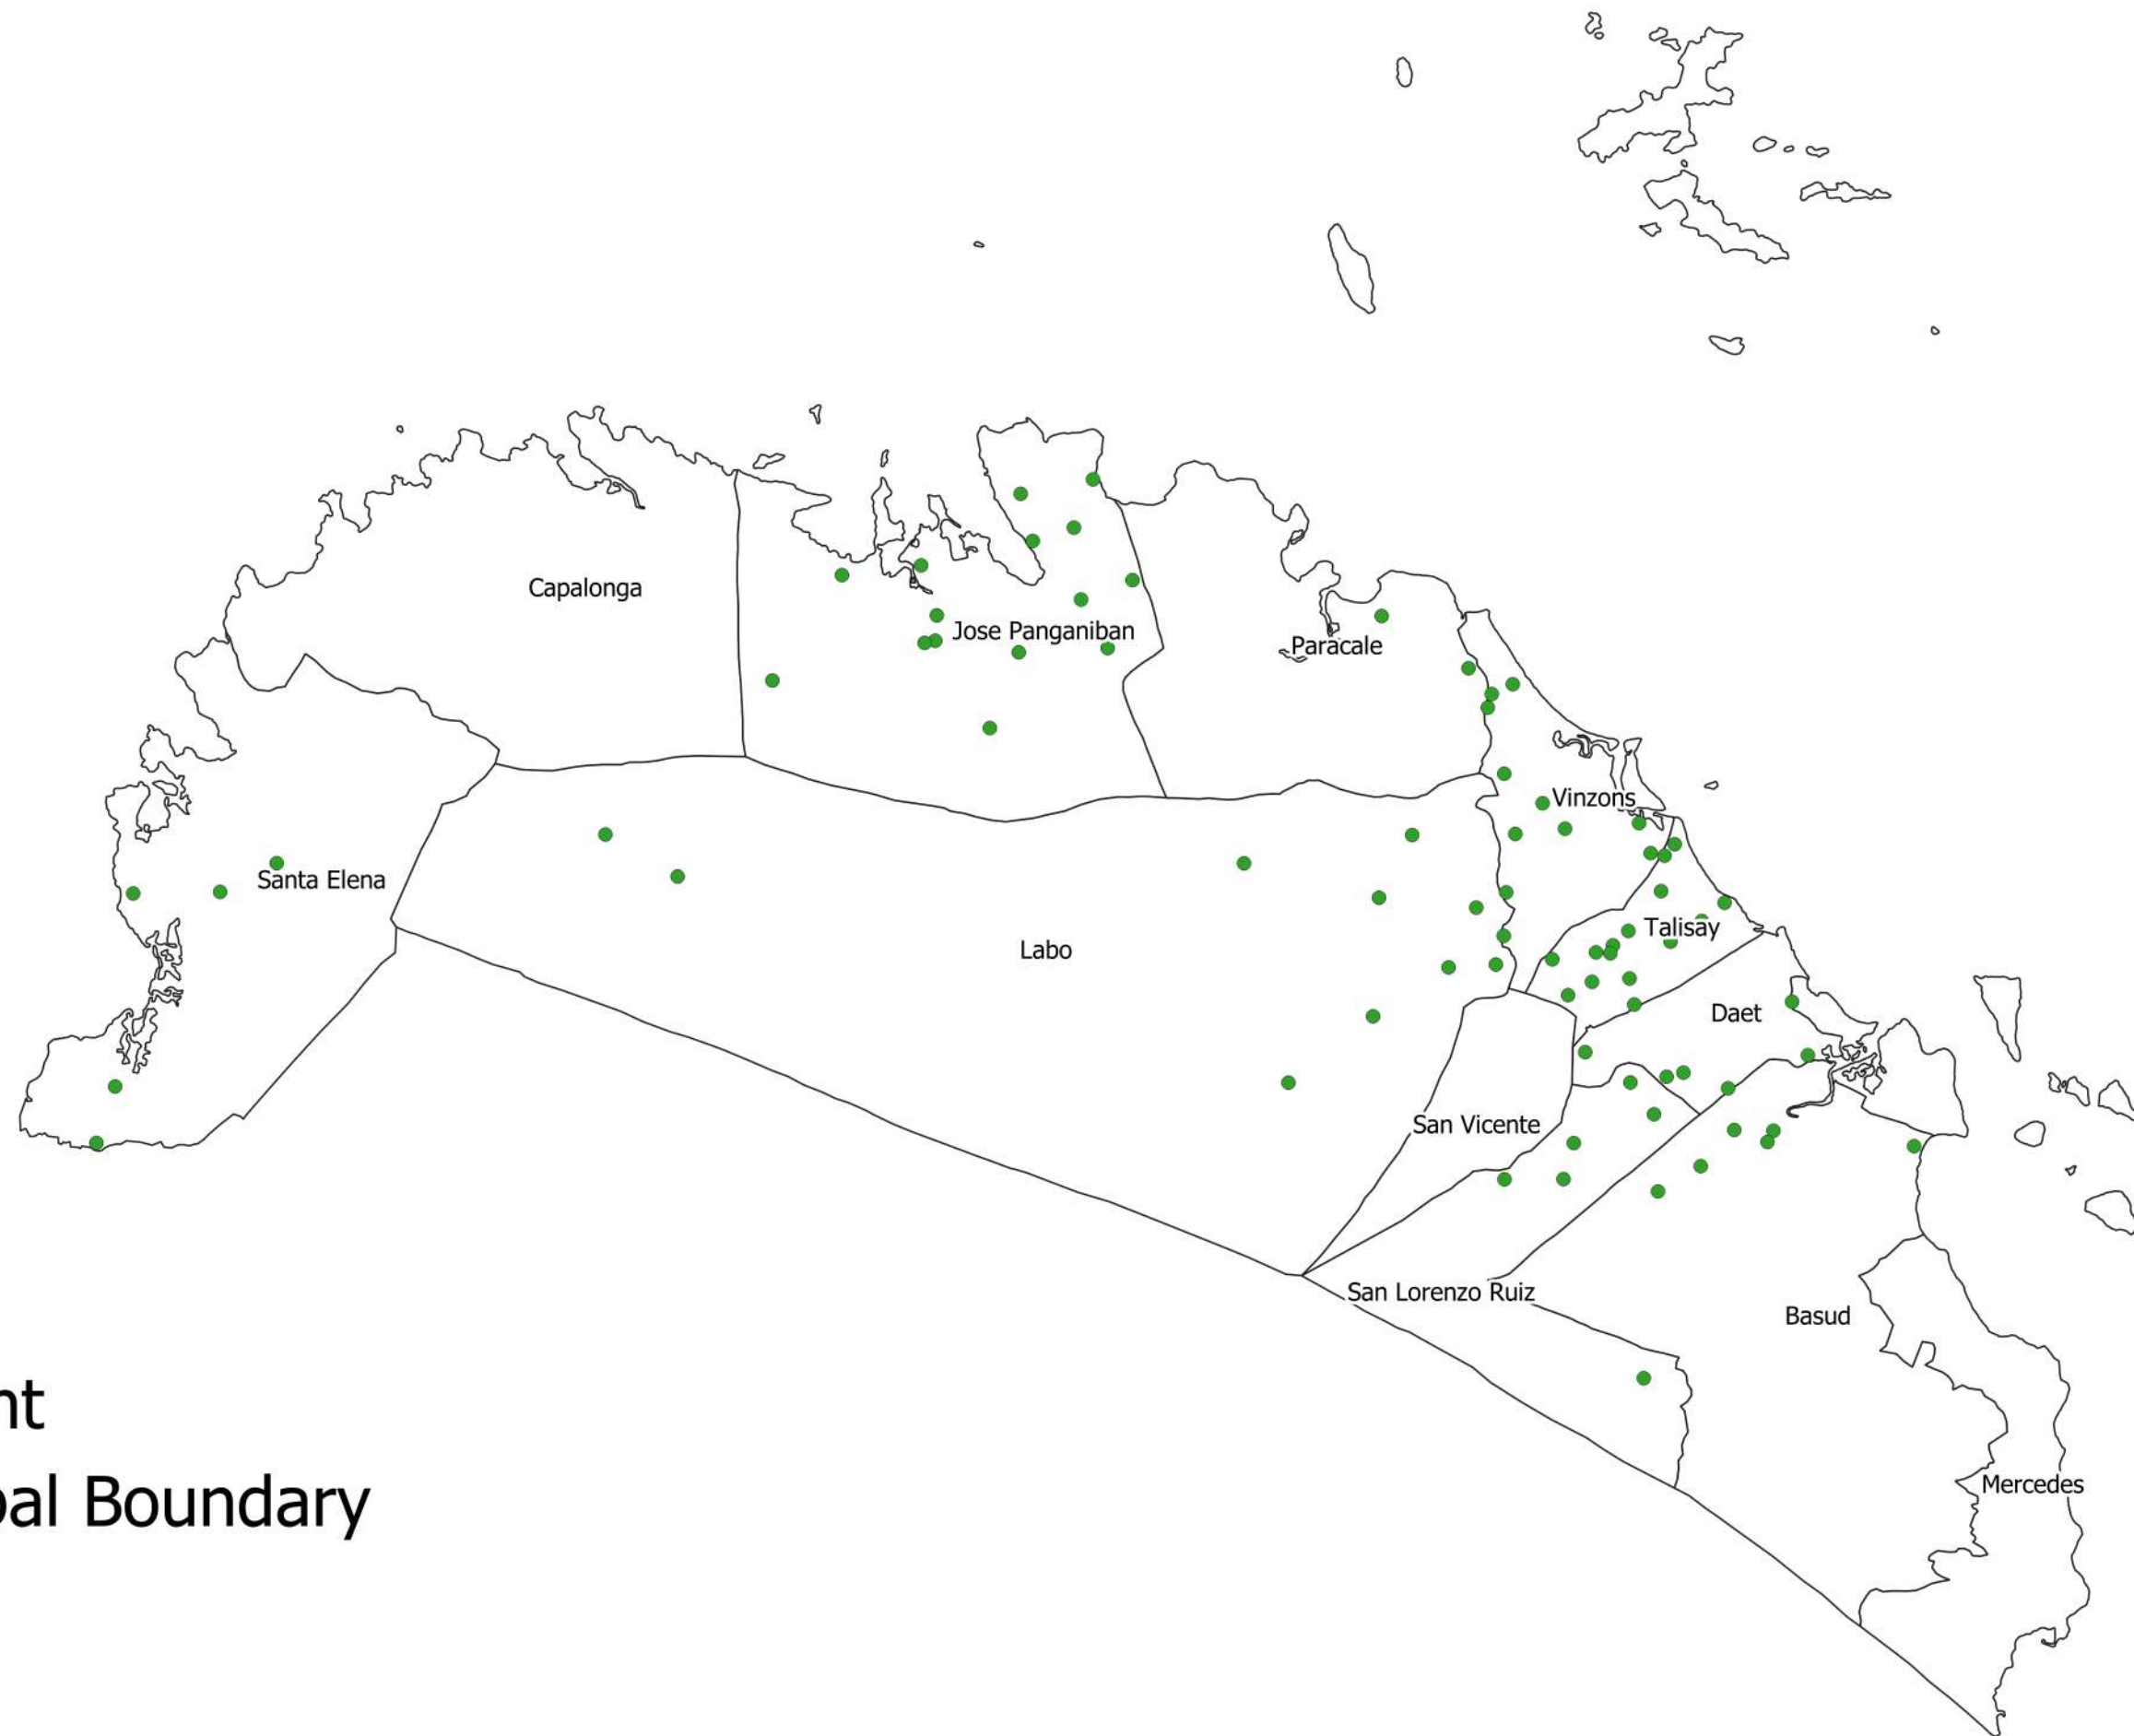 Capalonga
Jose Panganiban
Paracale
Vinzons
Santa Elena
Talisay
Labo
Daet
San Vicente
San Lorenzo Ruiz
Basud
Mercedes
nt
pal Boundary